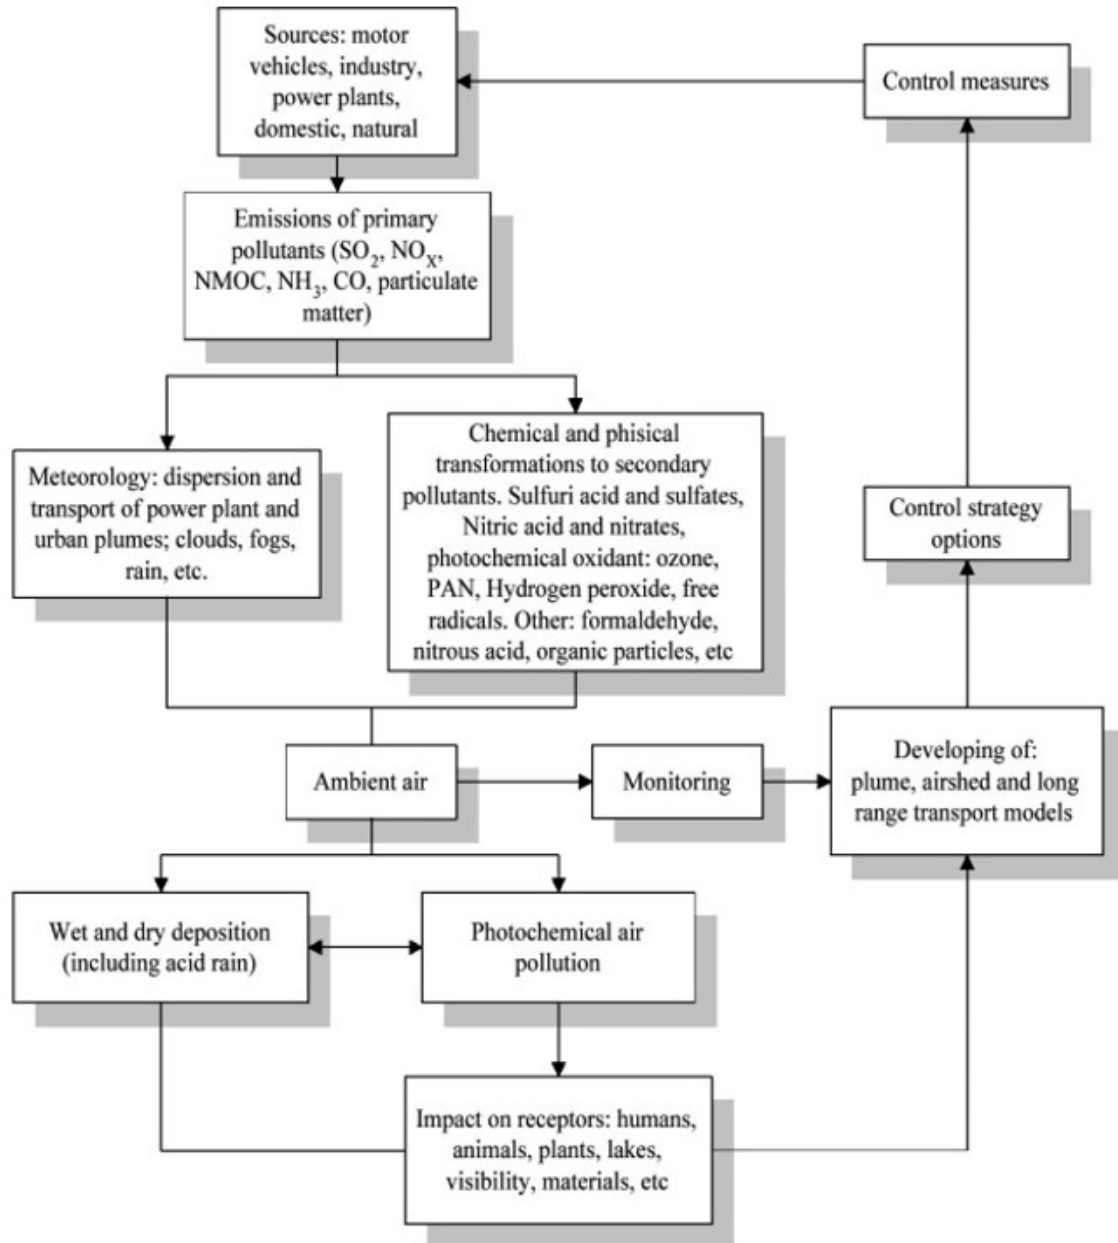 Sources: motor
vehicles, industry,
power plants,
domestic, natural
Control measures
Emissions of primary
pollutants (SO₂, NOₓ,
NMOC, NH₃, CO, particulate
matter)
Meteorology: dispersion and
transport of power plant and
urban plumes; clouds, fogs,
rain, etc.
Chemical and phisical
transformations to secondary
pollutants. Sulfuri acid and sulfates,
Nitric acid and nitrates,
photochemical oxidant: ozone,
PAN, Hydrogen peroxide, free
radicals. Other: formaldehyde,
nitrous acid, organic particles, etc
Control strategy
options
Ambient air
Monitoring
Developing of:
plume, airshed and long
range transport models
Wet and dry deposition
(including acid rain)
Photochemical air
pollution
Impact on receptors: humans,
animals, plants, lakes,
visibility, materials, etc